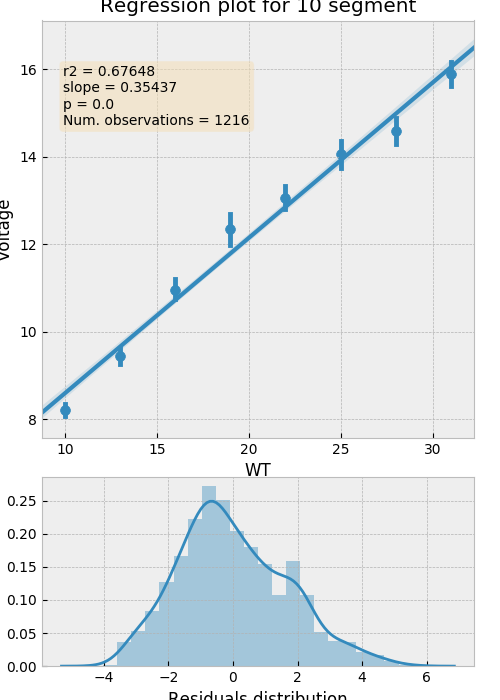 Regression plot for 10 segment
r2 = 0.67648
slope = 0.35437
p = 0.0
Num. observations = 1216
Voltage
16
14
12
10
8
10 15 20 25 30
WT
0.25
0.20
0.15
0.10
0.05
0.00
−4 −2 0 2 4 6
Residuals distribution